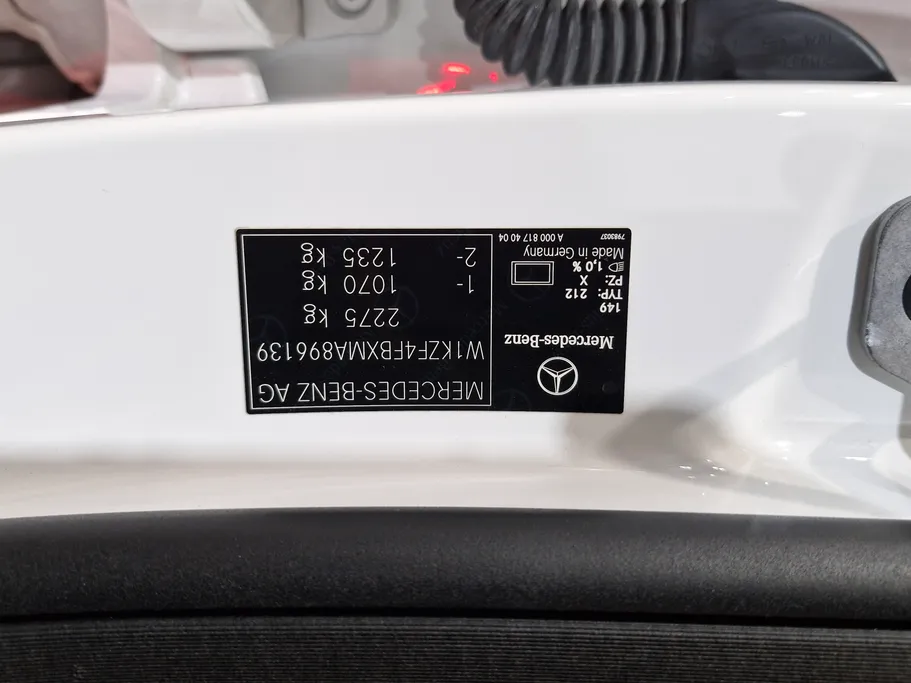 MERCEDES-BENZ AG
W1KZF4FBXMA896139
2275 kg
1- 1070 kg
2- 1235 kg
Mercedes-Benz
149
TYP: 212
PZ: X
1,0 %
Made in Germany
7983037 A 000 817 40 04